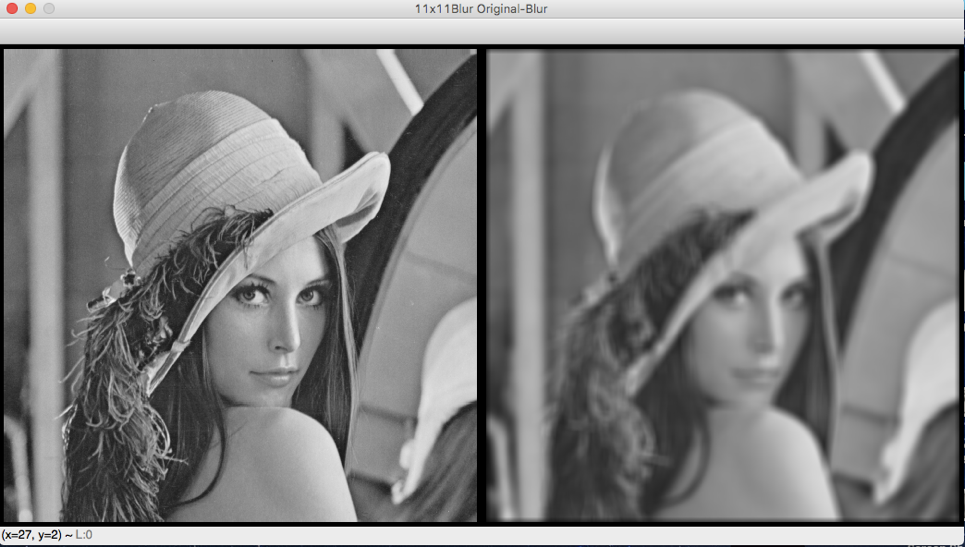 11x11Blur Original-Blur
(x=27, y=2) ~ L:0